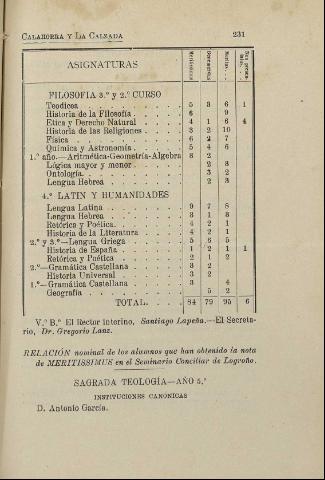 CALAHORRA Y LA CALZADA 231
ASIGNATURAS
FILOSOFIA 3.º y 2.º CURSO
Teodicea . . . . . . . . . 5 3 6 1
Historia de la Filosofía . . . . . 6 9
Etica y Derecho Natural . . . . 4 1 6 4
Historia de las Religiones . . . . 3 2 10
Física . . . . . . . . . . 6 2 7
Química y Astronomía . . . . . 5 4 6
1.º año.—Aritmética-Geometría-Algebra 8 2
Lógica mayor y menor . . . . . 2 3
Ontología . . . . . . . . . 3 2
Lengua Hebrea . . . . . . . 2 3
4.º LATIN Y HUMANIDADES
Lengua Latina . . . . . . . 9 7 8
Lengua Hebrea . . . . . . . 3 1 3
Retórica y Poética . . . . . . 4 2 1
Historia de la Literatura . . . . 4 2 1
2.º y 3.º—Lengua Griega . . . . . . 5 6 5
Historia de España . . . . . . 1 2 1 1
Retórica y Poética . . . . . . 2 1 2
2.º—Gramática Castellana . . . . . 3 2
Historia Universal . . . . . . 3 2
1.º—Gramática Castellana . . . . . 3 4
Geografía . . . . . . . . . 5 2
TOTAL. . . . . 84 79 95 6
V.º B.º El Rector interino, Santiago Lapeña.—El Secreta-
rio, Dr. Gregorio Lanz.
RELACIÓN nominal de los alumnos que han obtenido la nota
de MERITISSIMUS en el Seminario Conciliar de Logroño.
SAGRADA TEOLOGÍA—AÑO 5.º
INSTITUCIONES CANONICAS
D. Antonio García.